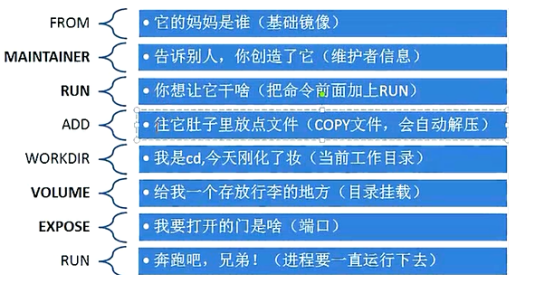 FROM
• 它的妈妈是谁（基础镜像）
MAINTAINER
• 告诉别人，你创造了它（维护者信息）
RUN
• 你想让它干啥（把命令前面加上RUN）
ADD
• 往它肚子里放点文件（COPY文件，会自动解压）
WORKDIR
• 我是cd,今天刚化了妆（当前工作目录）
VOLUME
• 给我一个存放行李的地方（目录挂载）
EXPOSE
• 我要打开的门是啥（端口）
RUN
• 奔跑吧，兄弟！（进程要一直运行下去）